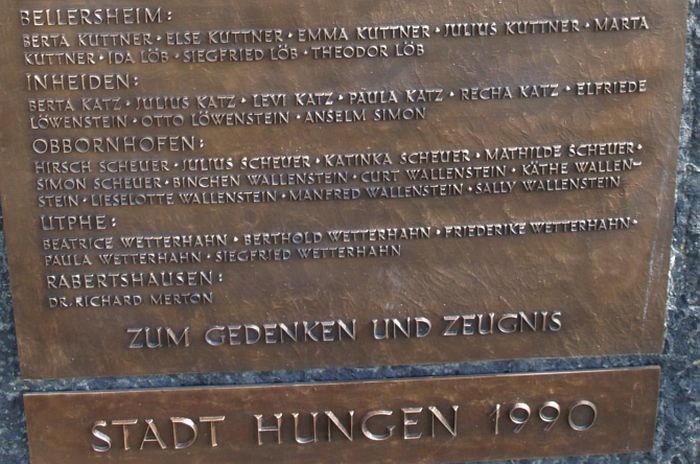 BELLERSHEIM:
BERTA KUTTNER · ELSE KUTTNER · EMMA KUTTNER · JULIUS KUTTNER · MARTA
KUTTNER · IDA LÖB · SIEGFRIED LÖB · THEODOR LÖB
INHEIDEN:
BERTA KATZ · JULIUS KATZ · LEVI KATZ · PAULA KATZ · RECHA KATZ · ELFRIEDE
LÖWENSTEIN · OTTO LÖWENSTEIN · ANSELM SIMON
OBBORNHOFEN:
HIRSCH SCHEUER · JULIUS SCHEUER · KATINKA SCHEUER · MATHILDE SCHEUER ·
SIMON SCHEUER · BINCHEN WALLENSTEIN · CURT WALLENSTEIN · KÄTHE WALLEN-
STEIN · LIESELOTTE WALLENSTEIN · MANFRED WALLENSTEIN · SALLY WALLENSTEIN
UTPHE:
BEATRICE WETTERHAHN · BERTHOLD WETTERHAHN · FRIEDERIKE WETTERHAHN ·
PAULA WETTERHAHN · SIEGFRIED WETTERHAHN
RABERTSHAUSEN:
DR. RICHARD MERTON
ZUM GEDENKEN UND ZEUGNIS
STADT HUNGEN 1990